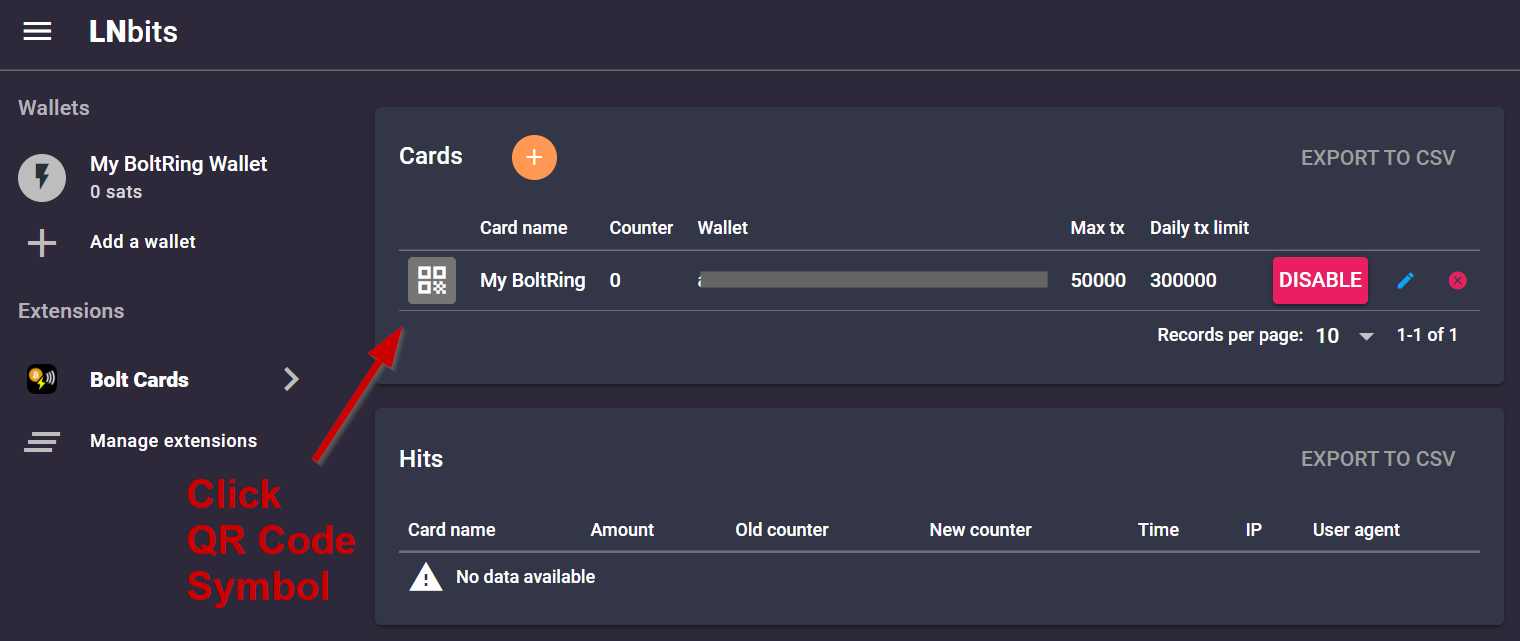 LNbits
Wallets
My BoltRing Wallet
0 sats
Add a wallet
Extensions
Bolt Cards
Manage extensions
Click
QR Code
Symbol
Cards
EXPORT TO CSV
Card name Counter Wallet Max tx Daily tx limit
My BoltRing 0 50000 300000 DISABLE
Records per page: 10 1-1 of 1
Hits
EXPORT TO CSV
Card name Amount Old counter New counter Time IP User agent
No data available